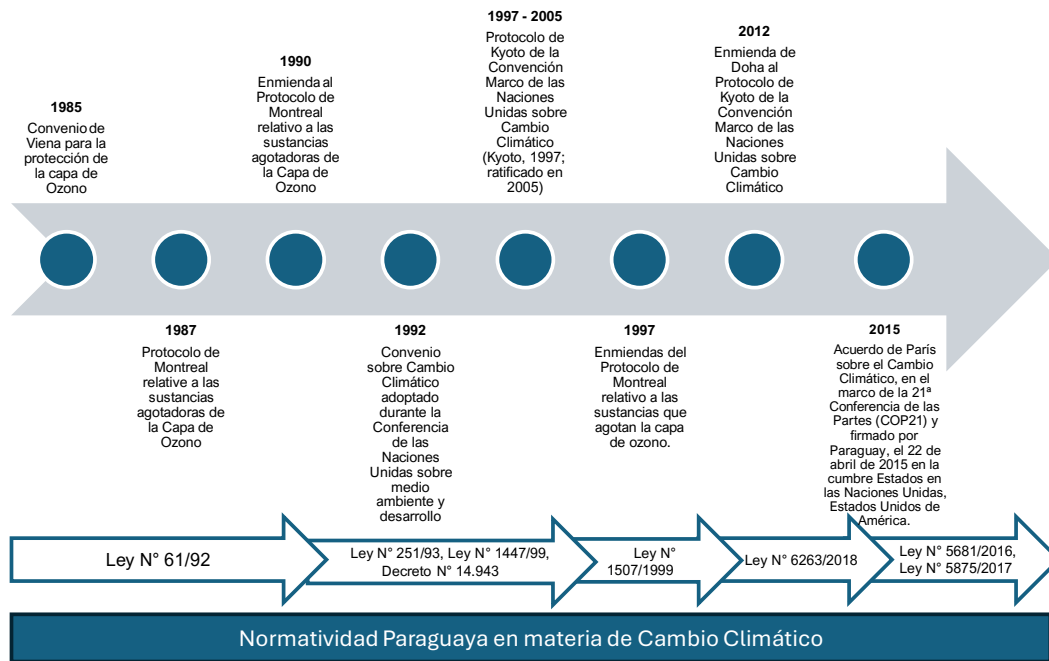 1985
Convenio de
Viena para la
protección de
la capa de
Ozono
1990
Enmienda al
Protocolo de
Montreal
relativo a las
sustancias
agotadoras de
la Capa de
Ozono
1997 - 2005
Protocolo de
Kyoto de la
Convención
Marco de las
Naciones
Unidas sobre
Cambio
Climático
(Kyoto, 1997;
ratificado en
2005)
2012
Enmienda de
Doha al
Protocolo de
Kyoto de la
Convención
Marco de las
Naciones
Unidas sobre
Cambio
Climático
1987
Protocolo de
Montreal
relative a las
sustancias
agotadoras de
la Capa de
Ozono
1992
Convenio
sobre Cambio
Climático
adoptado
durante la
Conferencia
de las
Naciones
Unidas sobre
medio
ambiente y
desarrollo
1997
Enmiendas del
Protocolo de
Montreal
relativo a las
sustancias que
agotan la capa
de ozono.
2015
Acuerdo de París
sobre el Cambio
Climático, en el
marco de la 21ª
Conferencia de las
Partes (COP21) y
firmado por
Paraguay, el 22 de
abril de 2015 en la
cumbre Estados en
las Naciones Unidas,
Estados Unidos de
América.
Ley N° 61/92
Ley N° 251/93, Ley N° 1447/99,
Decreto N° 14.943
Ley N°
1507/1999
Ley N° 6263/2018
Ley N° 5681/2016,
Ley N° 5875/2017
Normatividad Paraguaya en materia de Cambio Climático